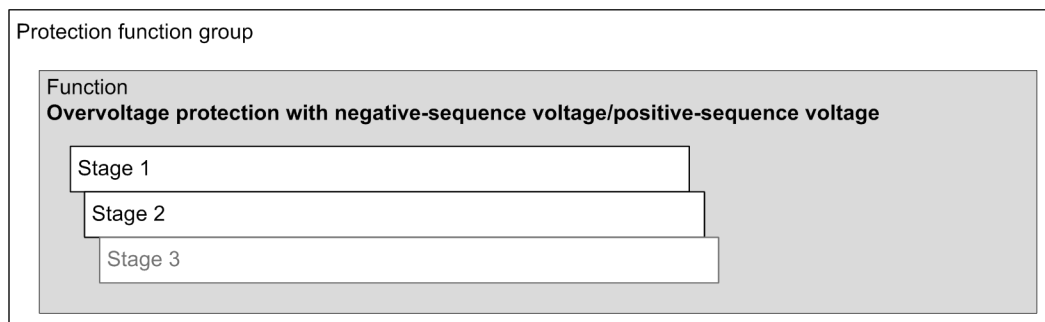 Protection function group
Function
Overvoltage protection with negative-sequence voltage/positive-sequence voltage
Stage 1
Stage 2
Stage 3